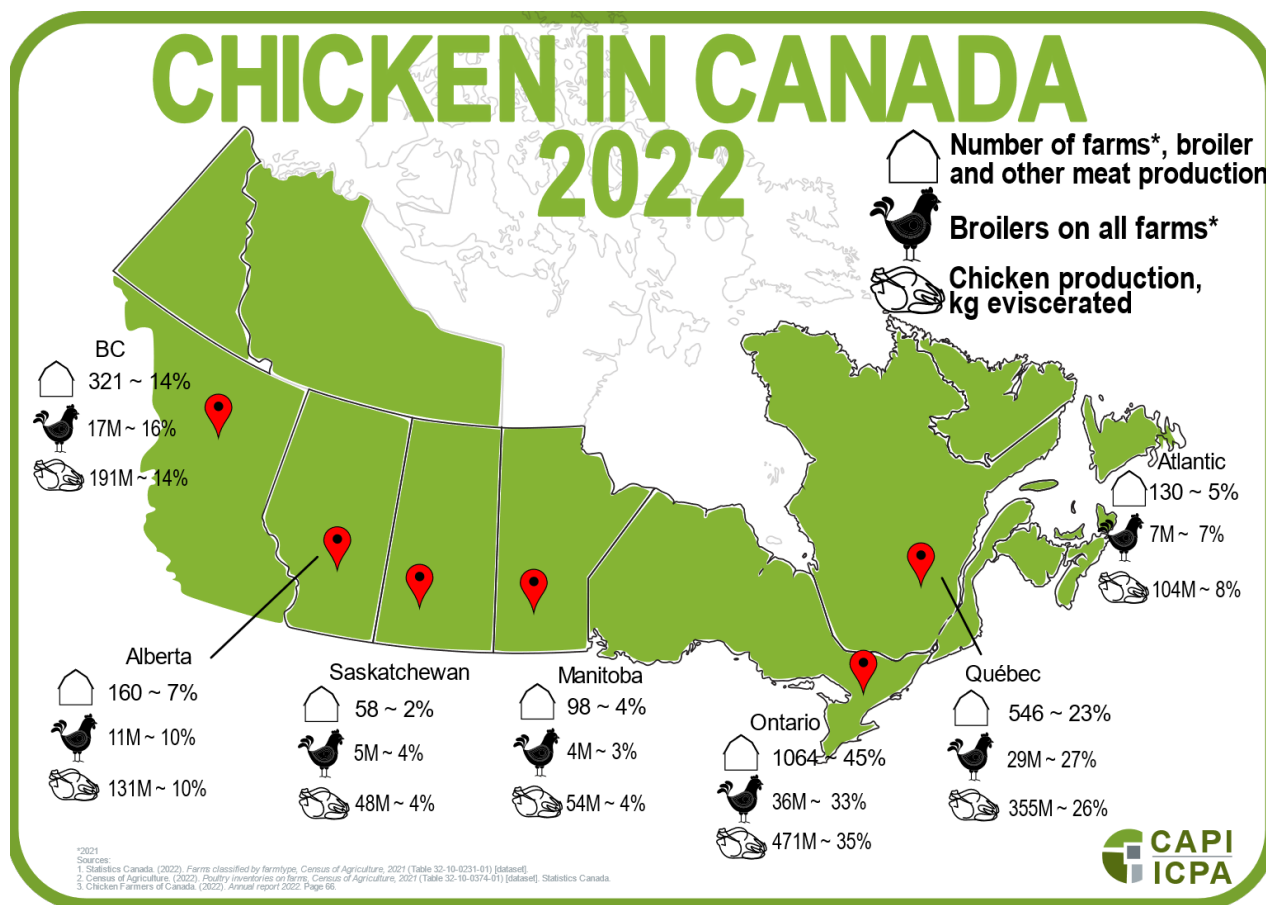 CHICKEN IN CANADA
2022
Number of farms*, broiler
and other meat production
Broilers on all farms*
Chicken production,
kg eviscerated
BC
321 ~ 14%
17M ~ 16%
191M ~ 14%
Atlantic
130 ~ 5%
7M ~ 7%
104M ~ 8%
Alberta
160 ~ 7%
11M ~ 10%
131M ~ 10%
Saskatchewan
58 ~ 2%
5M ~ 4%
48M ~ 4%
Manitoba
98 ~ 4%
4M ~ 3%
54M ~ 4%
Ontario
1064 ~ 45%
36M ~ 33%
471M ~ 35%
Québec
546 ~ 23%
29M ~ 27%
355M ~ 26%
*2021
Sources:
1. Statistics Canada. (2022). Farms classified by farmtype, Census of Agriculture, 2021 (Table 32-10-0231-01) [dataset].
2. Census of Agriculture. (2022). Poultry inventories on farms, Census of Agriculture, 2021 (Table 32-10-0374-01) [dataset]. Statistics Canada.
3. Chicken Farmers of Canada. (2022). Annual report 2022. Page 66.
CAPI
ICPA